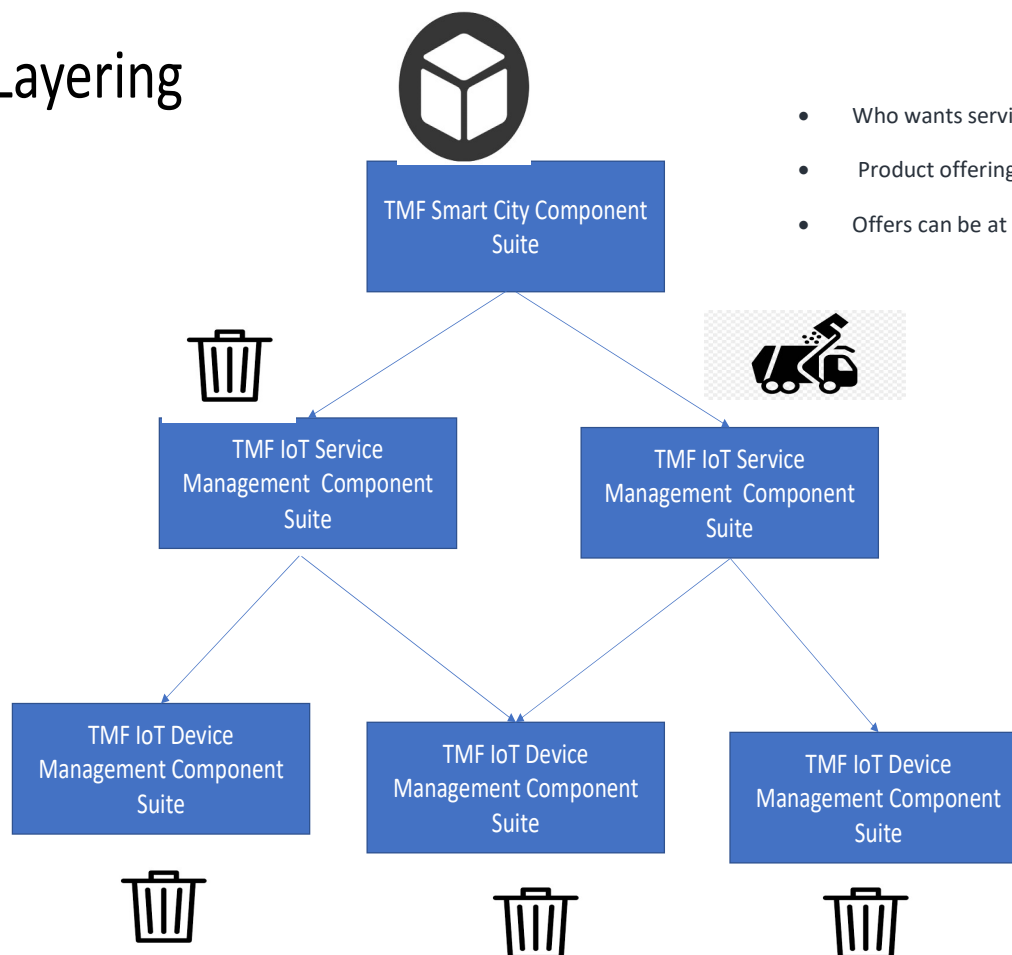 Layering
• Who wants servi
• Product offering
• Offers can be at
TMF Smart City Component
Suite
TMF IoT Service
Management Component
Suite
TMF IoT Service
Management Component
Suite
TMF IoT Device
Management Component
Suite
TMF IoT Device
Management Component
Suite
TMF IoT Device
Management Component
Suite